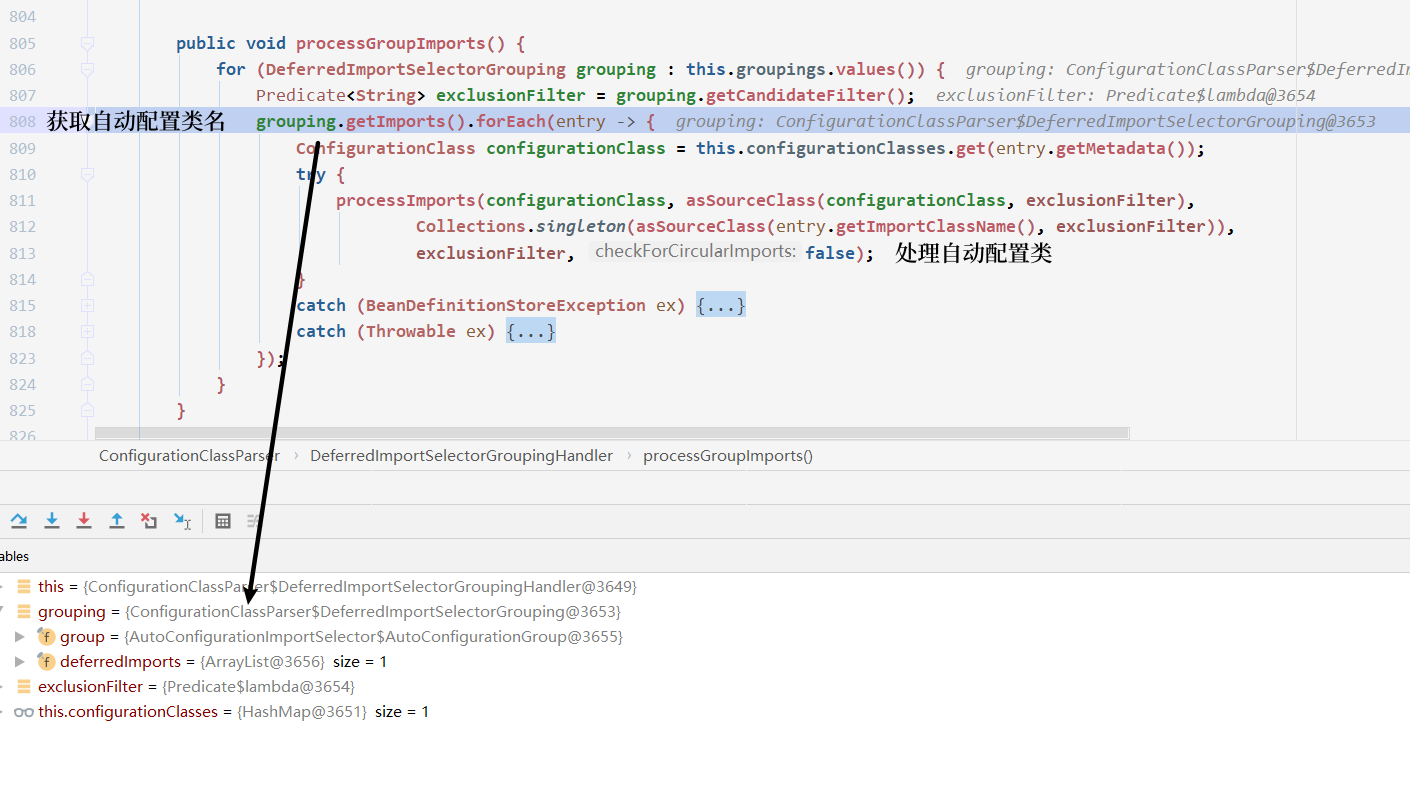 804
805 public void processGroupImports() {
806 for (DeferredImportSelectorGrouping grouping : this.groupings.values()) { grouping: ConfigurationClassParser$DeferredIm
807 Predicate<String> exclusionFilter = grouping.getCandidateFilter(); exclusionFilter: Predicate$lambda@3654
808 获取自动配置类名 grouping.getImports().forEach(entry -> { grouping: ConfigurationClassParser$DeferredImportSelectorGrouping@3653
809 ConfigurationClass configurationClass = this.configurationClasses.get(entry.getMetadata());
810 try {
811 processImports(configurationClass, asSourceClass(configurationClass, exclusionFilter),
812 Collections.singleton(asSourceClass(entry.getImportClassName(), exclusionFilter)),
813 exclusionFilter, checkForCircularImports: false); 处理自动配置类
814 }
815 catch (BeanDefinitionStoreException ex) {...}
818 catch (Throwable ex) {...}
823 });
824 }
825 }
826
ConfigurationClassParser › DeferredImportSelectorGroupingHandler › processGroupImports()
ables
this = {ConfigurationClassParser$DeferredImportSelectorGroupingHandler@3649}
grouping = {ConfigurationClassParser$DeferredImportSelectorGrouping@3653}
f group = {AutoConfigurationImportSelector$AutoConfigurationGroup@3655}
f deferredImports = {ArrayList@3656} size = 1
exclusionFilter = {Predicate$lambda@3654}
this.configurationClasses = {HashMap@3651} size = 1